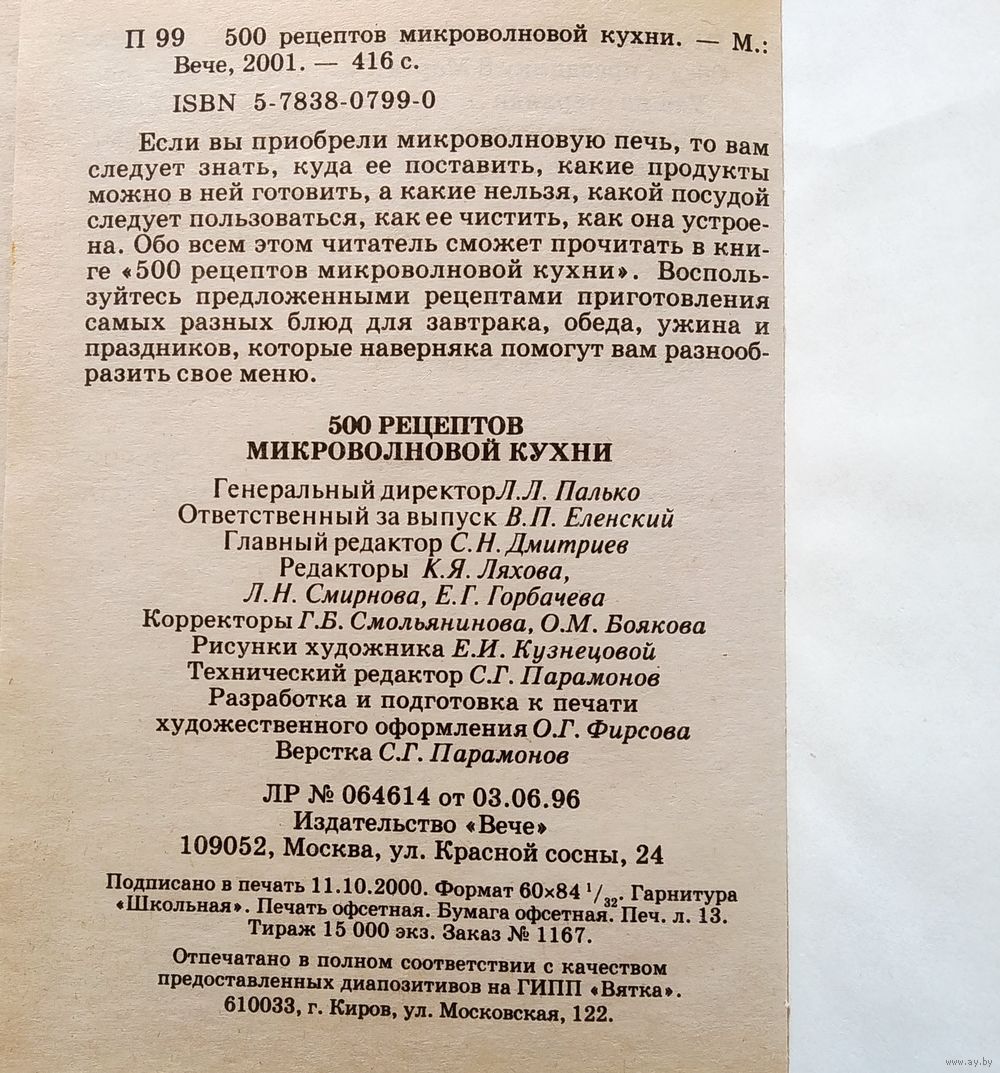 П 99 500 рецептов микроволновой кухни. — М.:
Вече, 2001. — 416 с.
ISBN 5-7838-0799-0
Если вы приобрели микроволновую печь, то вам
следует знать, куда ее поставить, какие продукты
можно в ней готовить, а какие нельзя, какой посудой
следует пользоваться, как ее чистить, как она устрое-
на. Обо всем этом читатель сможет прочитать в кни-
ге «500 рецептов микроволновой кухни». Восполь-
зуйтесь предложенными рецептами приготовления
самых разных блюд для завтрака, обеда, ужина и
праздников, которые наверняка помогут вам разнооб-
разить свое меню.
500 РЕЦЕПТОВ
МИКРОВОЛНОВОЙ КУХНИ
Генеральный директор Л.Л. Палько
Ответственный за выпуск В.П. Еленский
Главный редактор С.Н. Дмитриев
Редакторы К.Я. Ляхова,
Л.Н. Смирнова, Е.Г. Горбачева
Корректоры Г.Б. Смольянинова, О.М. Боякова
Рисунки художника Е.И. Кузнецовой
Технический редактор С.Г. Парамонов
Разработка и подготовка к печати
художественного оформления О.Г. Фирсова
Верстка С.Г. Парамонов
ЛР № 064614 от 03.06.96
Издательство «Вече»
109052, Москва, ул. Красной сосны, 24
Подписано в печать 11.10.2000. Формат 60×84 1/32. Гарнитура
«Школьная». Печать офсетная. Бумага офсетная. Печ. л. 13.
Тираж 15 000 экз. Заказ № 1167.
Отпечатано в полном соответствии с качеством
предоставленных диапозитивов на ГИПП «Вятка».
610033, г. Киров, ул. Московская, 122.
www.ay.by